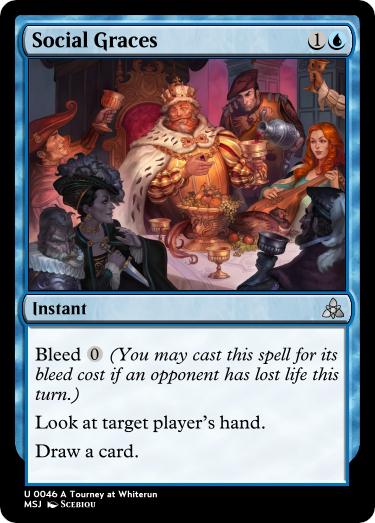 Social Graces 1
Instant
Bleed 0 (You may cast this spell for its
bleed cost if an opponent has lost life this
turn.)
Look at target player's hand.
Draw a card.
U 0046 A Tourney at Whiterun
MSJ Scebiou